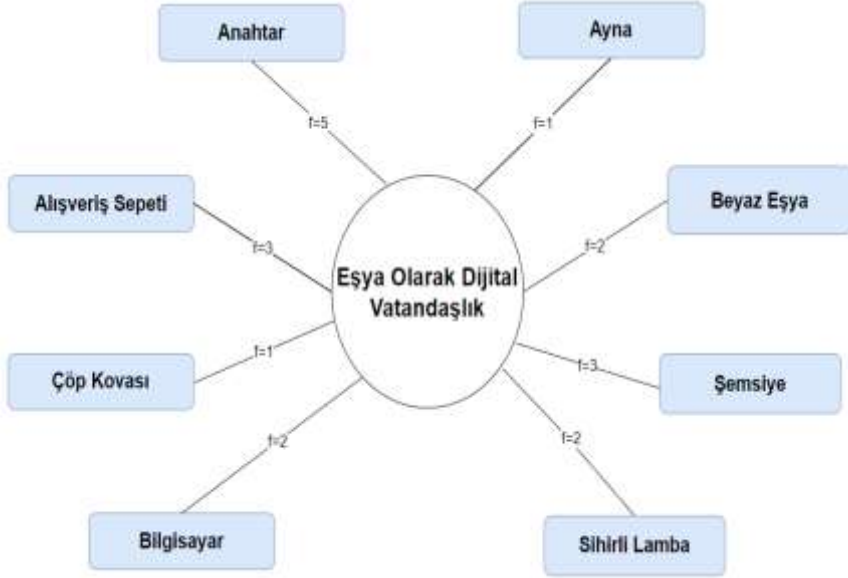 Anahtar
Ayna
f=5
f=1
Alışveriş Sepeti
Beyaz Eşya
f=3
f=2
Eşya Olarak Dijital
Vatandaşlık
Çöp Kovası
f=1
f=3
Şemsiye
f=2
f=2
Bilgisayar
Sihirli Lamba